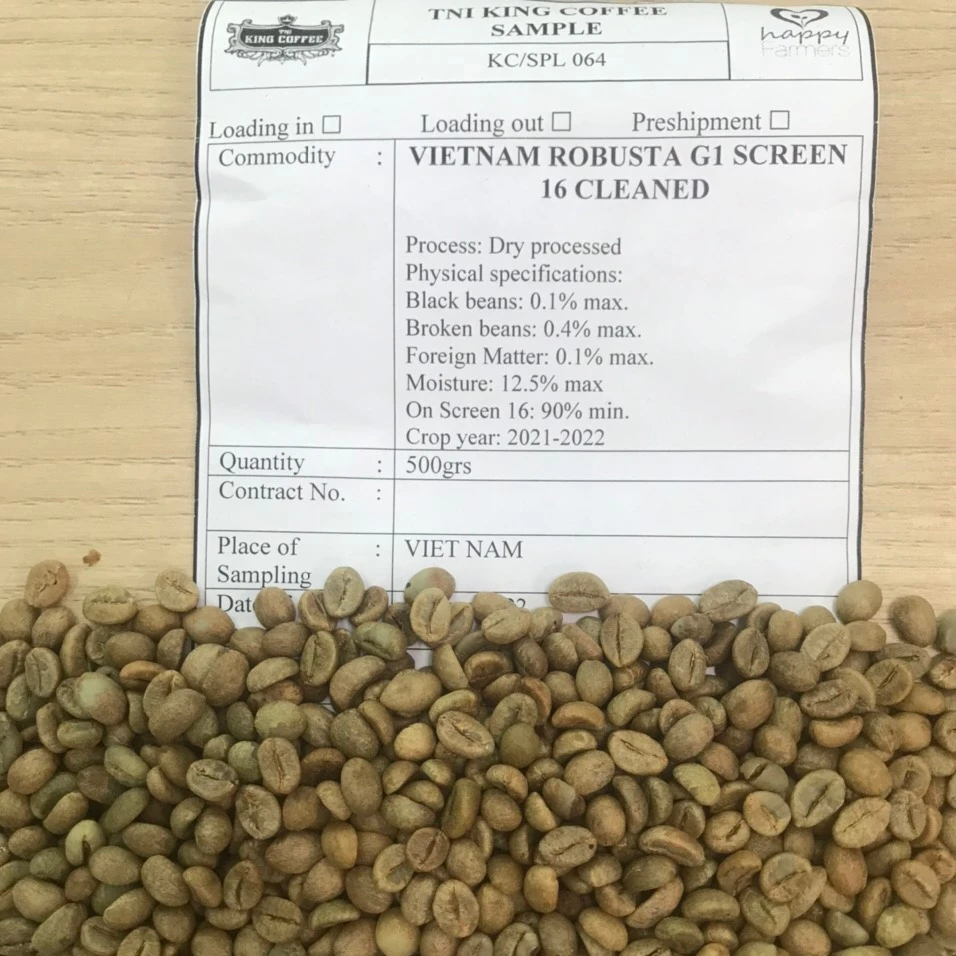 TNI
KING COFFEE
TNI KING COFFEE
SAMPLE
KC/SPL 064
happy
Farmers
Loading in ☐ Loading out ☐ Preshipment ☐
Commodity : VIETNAM ROBUSTA G1 SCREEN
16 CLEANED
Process: Dry processed
Physical specifications:
Black beans: 0.1% max.
Broken beans: 0.4% max.
Foreign Matter: 0.1% max.
Moisture: 12.5% max
On Screen 16: 90% min.
Crop year: 2021-2022
Quantity : 500grs
Contract No. :
Place of : VIET NAM
Sampling